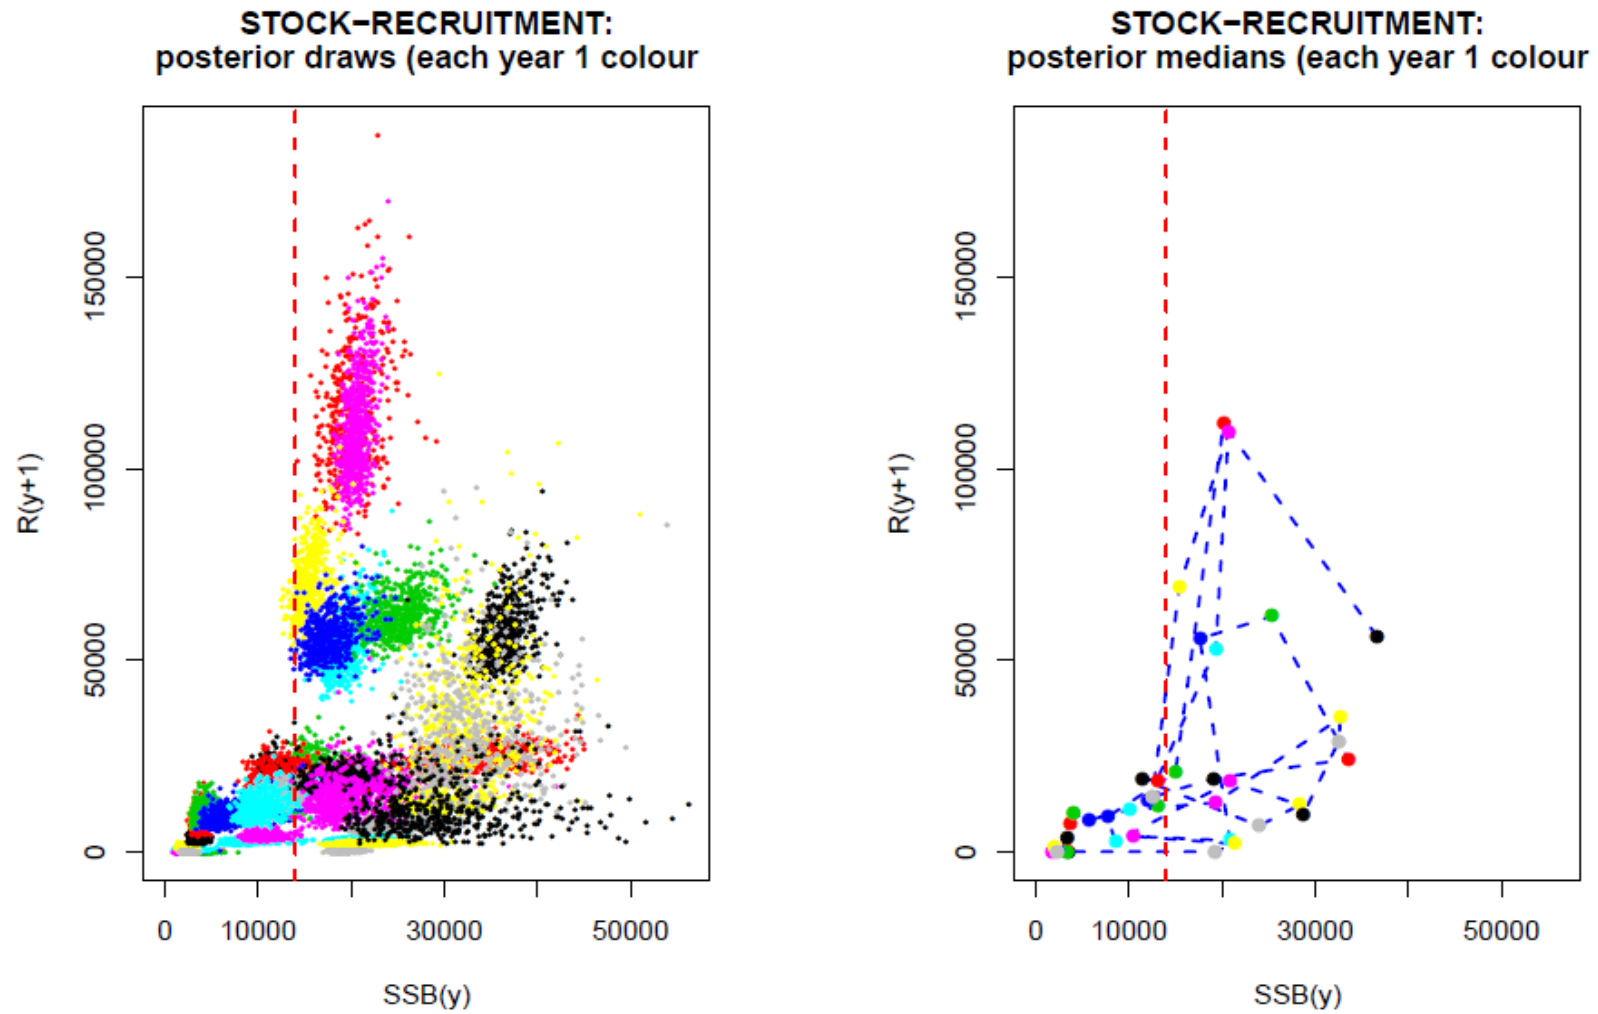 STOCK−RECRUITMENT:
posterior draws (each year 1 colour
R(y+1)
150000
100000
50000
0
0 10000 30000 50000
SSB(y)
STOCK−RECRUITMENT:
posterior medians (each year 1 colour
R(y+1)
150000
100000
50000
0
0 10000 30000 50000
SSB(y)